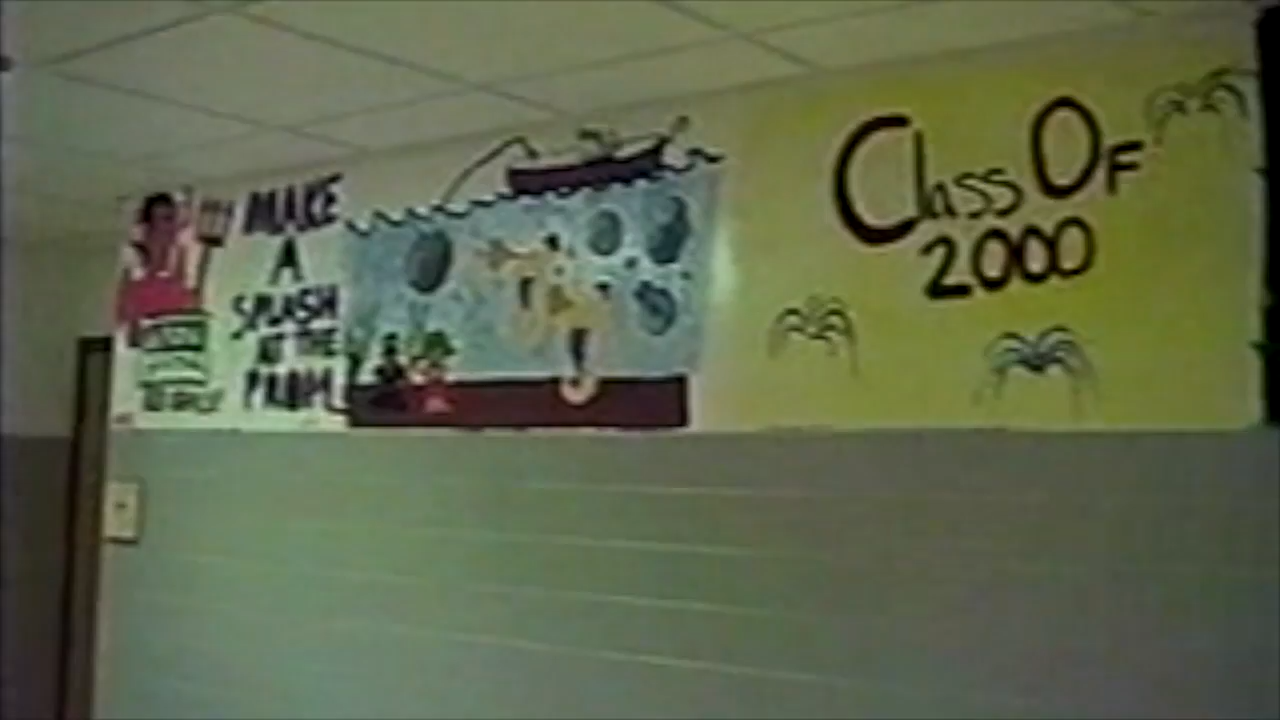 MAKE
A
SPLASH
AT THE
PROM
Class Of
2000